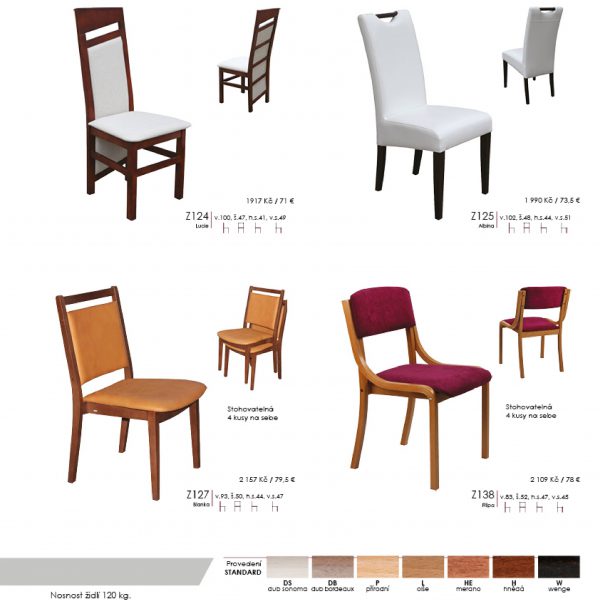 1917 Kč / 71 €
Z124 v.100, š.47, h.s.41, v.s.49
Lucie
1 990 Kč / 73,5 €
Z125 v.102, š.48, h.s.44, v.s.51
Albina
Stohovatelná
4 kusy na sebe
2 157 Kč / 79,5 €
Z127 v.93, š.50, h.s.44, v.s.47
Blanka
Stohovatelná
4 kusy na sebe
2 109 Kč / 78 €
Z138 v.83, š.52, h.s.47, v.s.45
Filipa
Provedení
STANDARD
DS DB P L HE H W
dub sonoma dub bordeaux přírodní olše merano hnědá wenge
Nosnost židlí 120 kg.